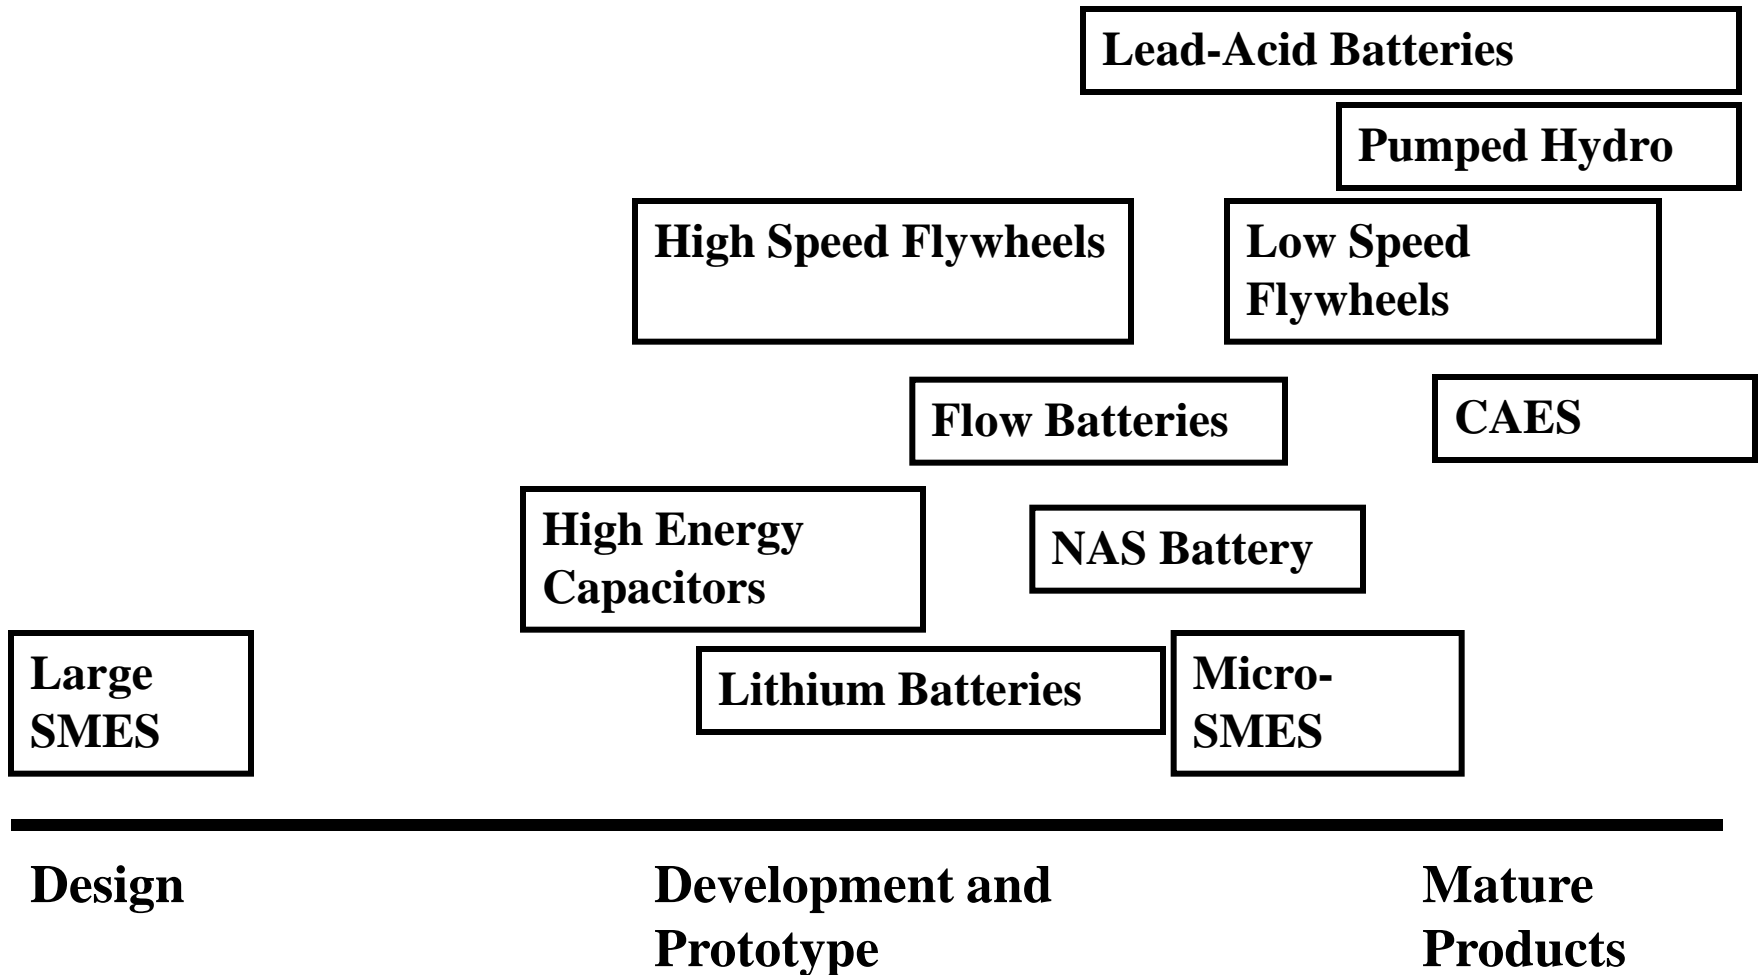 Lead-Acid Batteries
Pumped Hydro
High Speed Flywheels
Low Speed
Flywheels
Flow Batteries
CAES
High Energy
Capacitors
NAS Battery
Large
SMES
Lithium Batteries
Micro-
SMES
Design
Development and
Prototype
Mature
Products